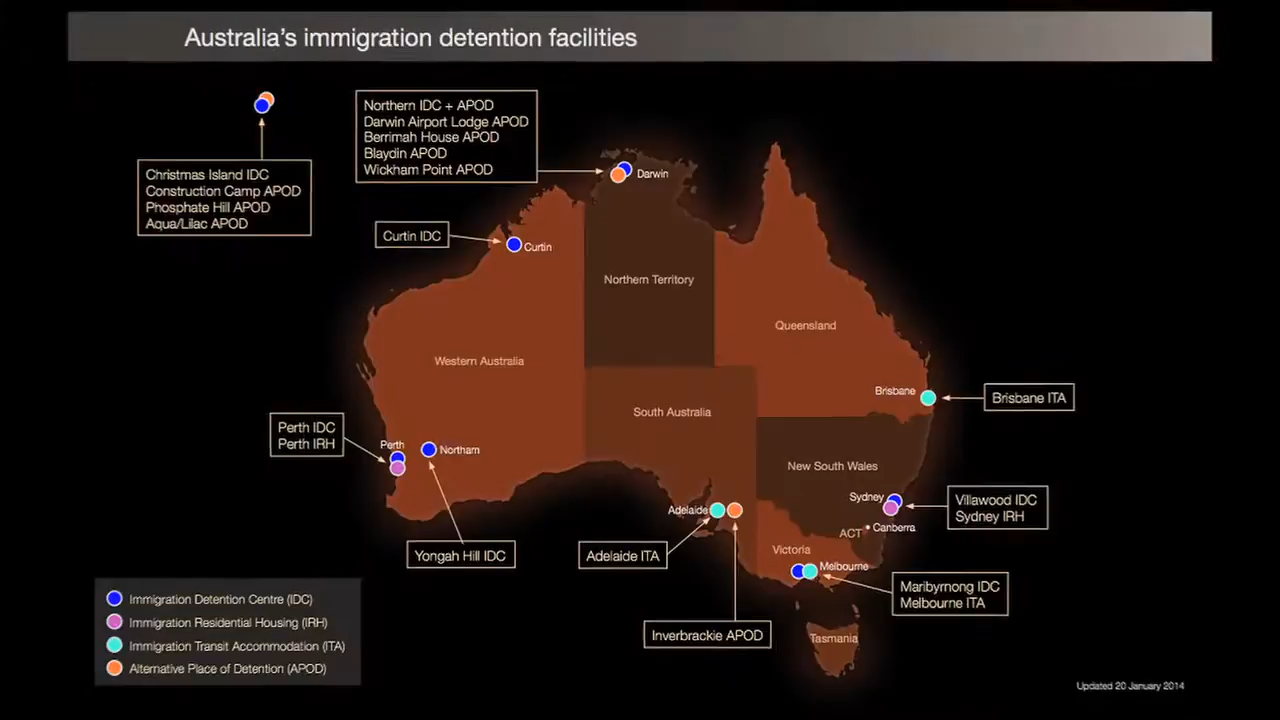 Australia's immigration detention facilities
Christmas Island IDC
Construction Camp APOD
Phosphate Hill APOD
Aqua/Lilac APOD
Northern IDC + APOD
Darwin Airport Lodge APOD
Berrimah House APOD
Blaydin APOD
Wickham Point APOD
Darwin
Curtin IDC
Curtin
Northern Territory
Queensland
Western Australia
Brisbane
Brisbane ITA
South Australia
Perth IDC
Perth IRH
Perth
Northam
New South Wales
Sydney
Villawood IDC
Sydney IRH
Adelaide
ACT
Canberra
Yongah Hill IDC
Adelaide ITA
Victoria
Melbourne
Maribyrnong IDC
Melbourne ITA
Inverbrackie APOD
Tasmania
Immigration Detention Centre (IDC)
Immigration Residential Housing (IRH)
Immigration Transit Accommodation (ITA)
Alternative Place of Detention (APOD)
Updated 20 January 2014